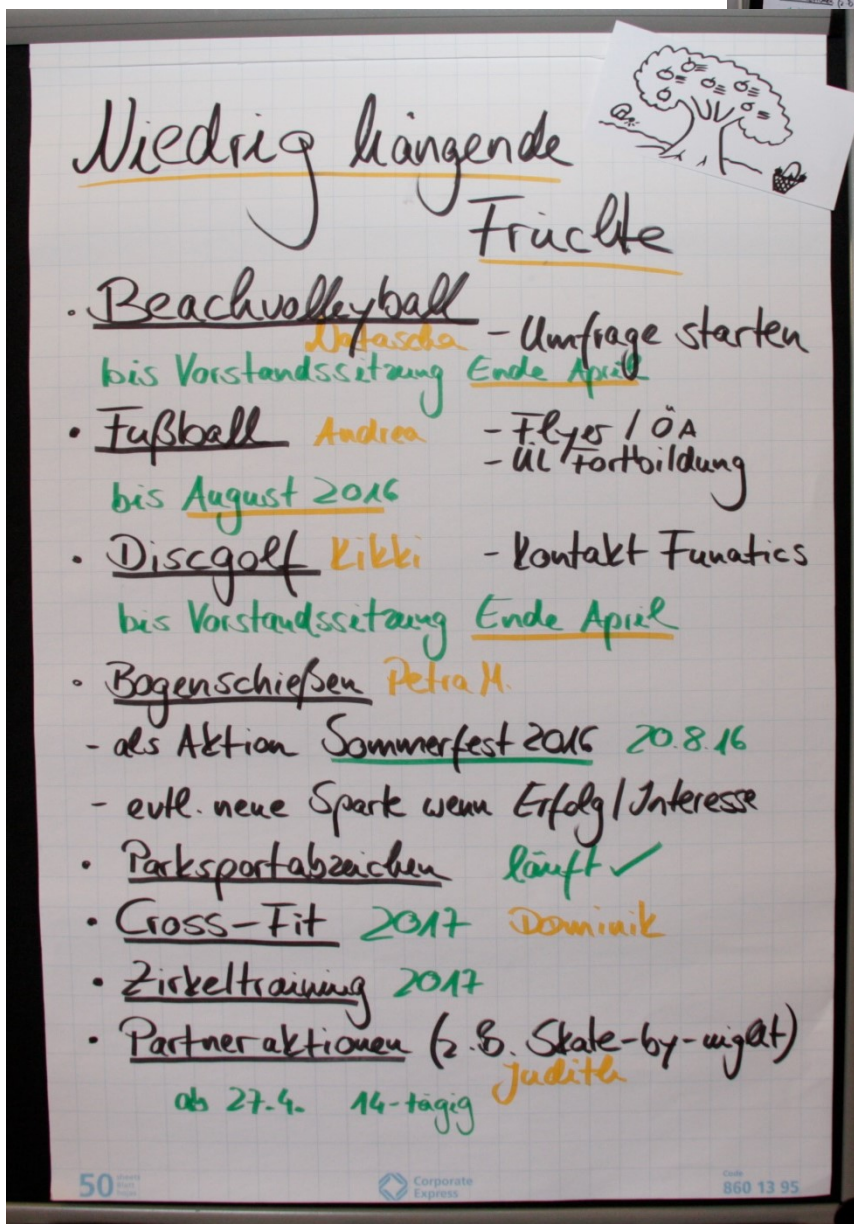 Niedrig hängende
Früchte
• Beachvolleyball
Natascha - Umfrage starten
bis Vorstandssitzung Ende April
• Fußball Andrea - Flyer / ÖA
- ÜL Fortbildung
bis August 2016
• Discgolf Kikki - Kontakt Funatics
bis Vorstandssitzung Ende April
• Bogenschießen Petra M.
- als Aktion Sommerfest 2016 20.8.16
- evtl. neue Spark wenn Erfolg / Interesse
• Parksportabzeichen läuft ✓
• Cross-Fit 2017 Dominik
• Zirkeltraining 2017
• Partneraktionen (z.B. Skate-by-night)
Judith
ab 27.4. 14-tägig
50
Corporate
Express
Code
860 13 95